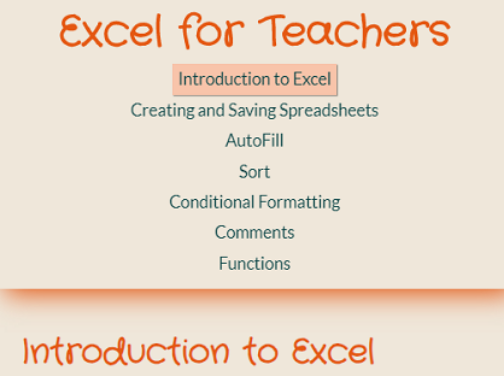 Excel for Teachers
Introduction to Excel
Creating and Saving Spreadsheets
AutoFill
Sort
Conditional Formatting
Comments
Functions
Introduction to Excel